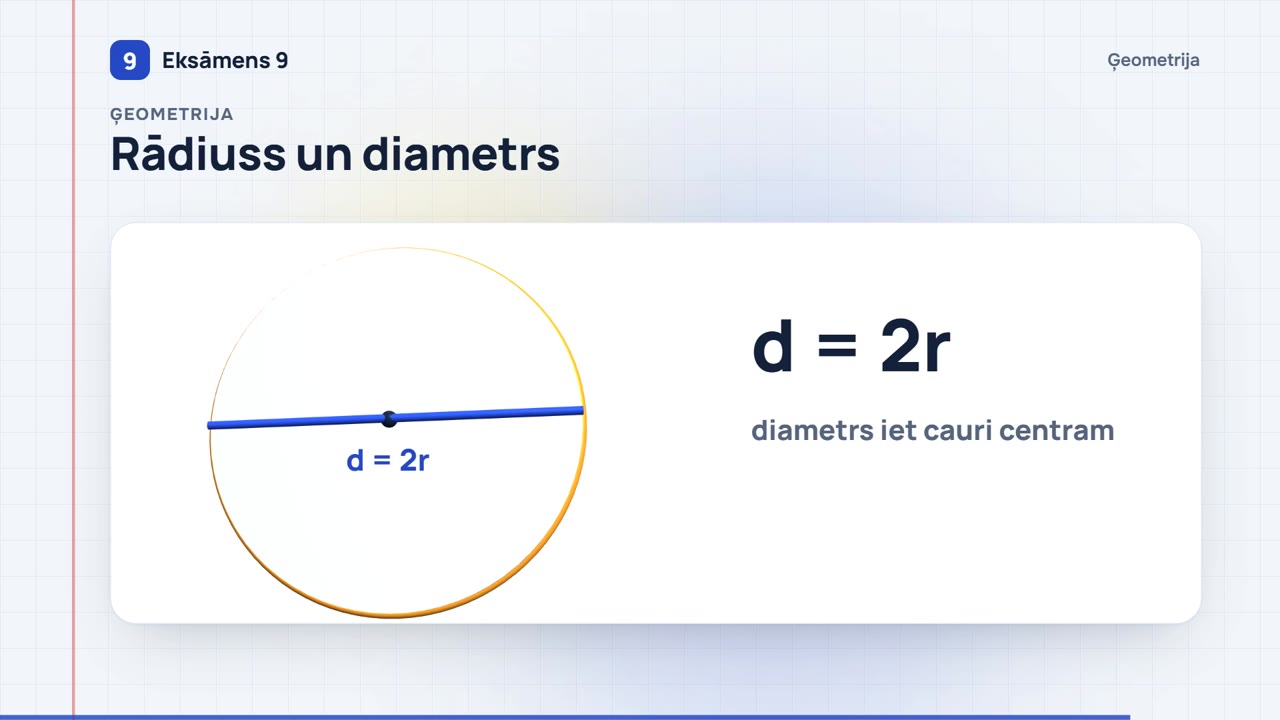 9 Eksāmens 9
Ģeometrija
ĢEOMETRIJA
Rādiuss un diametrs
d = 2r
d = 2r
diametrs iet cauri centram